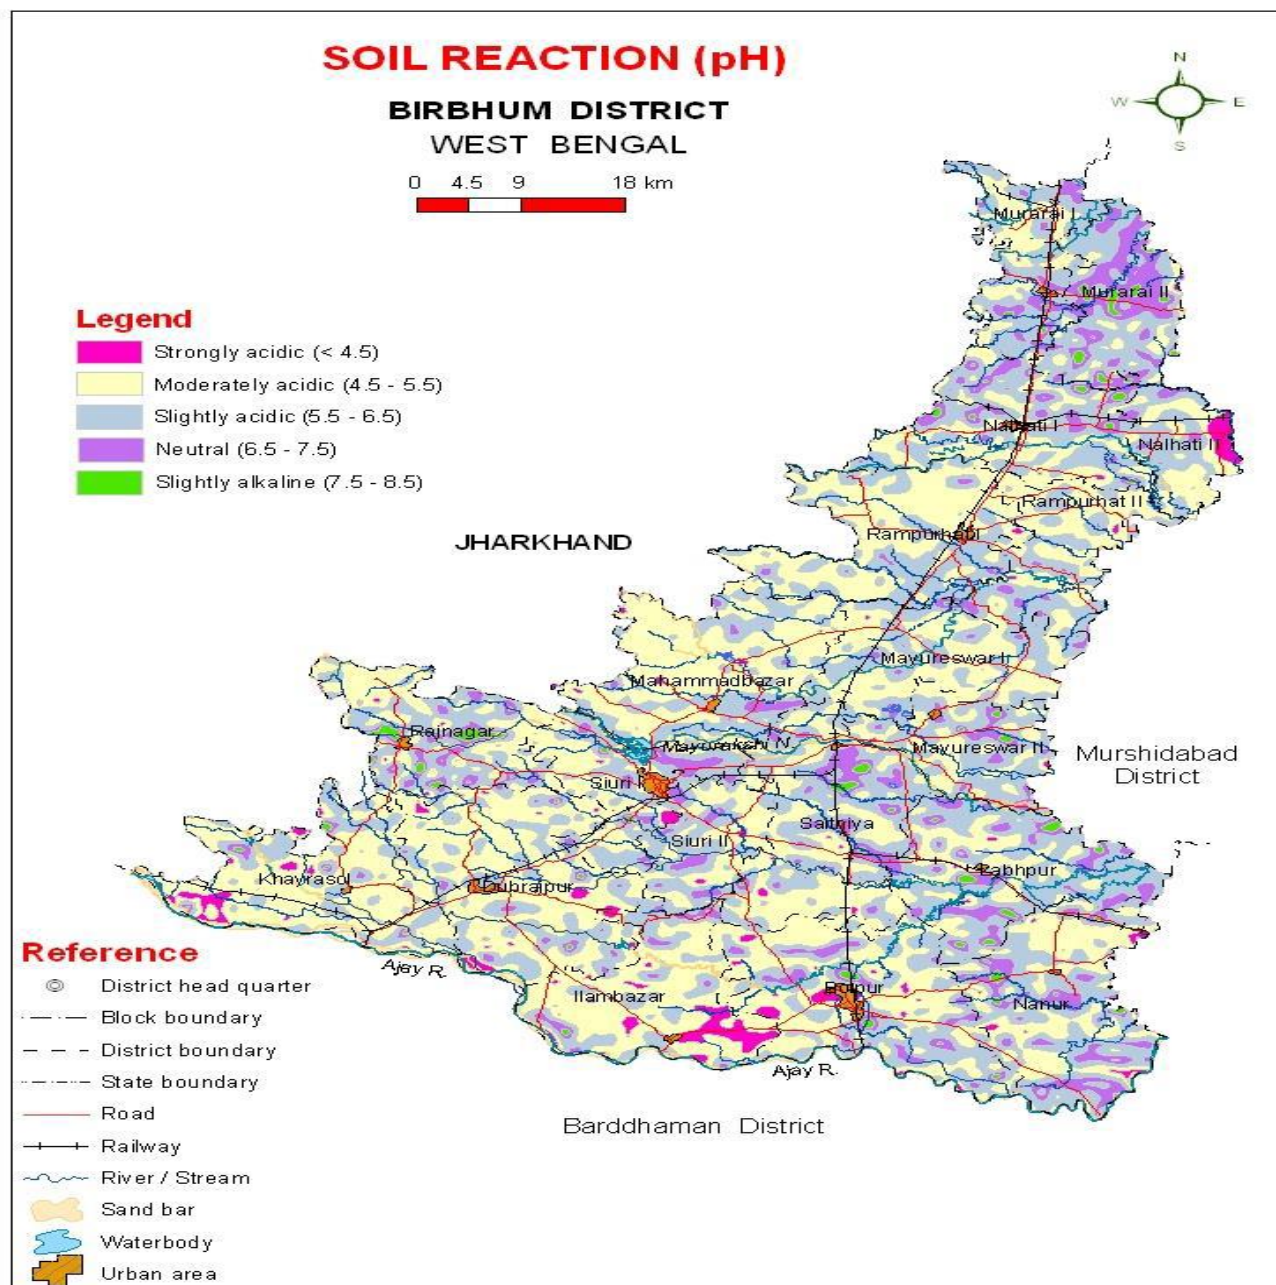 SOIL REACTION (pH)
BIRBHUM DISTRICT
WEST BENGAL
0 4.5 9 18 km
N
W E
S
Legend
Strongly acidic (< 4.5)
Moderately acidic (4.5 - 5.5)
Slightly acidic (5.5 - 6.5)
Neutral (6.5 - 7.5)
Slightly alkaline (7.5 - 8.5)
JHARKHAND
Murarai I
Murarai II
Nalhati I
Nalhati II
Rampurhat II
Rampurhat I
Mayureswar I
Mahammadbazar
Rajnagar
Mayurakshi N.
Mayureswar II
Murshidabad
District
Siuri I
Saithiya
Siuri II
Labhpur
Khayrasol
Dubrajpur
Ajay R.
Ilambazar
Bolpur
Nanur
Ajay R.
Barddhaman District
Reference
District head quarter
Block boundary
District boundary
State boundary
Road
Railway
River / Stream
Sand bar
Waterbody
Urban area